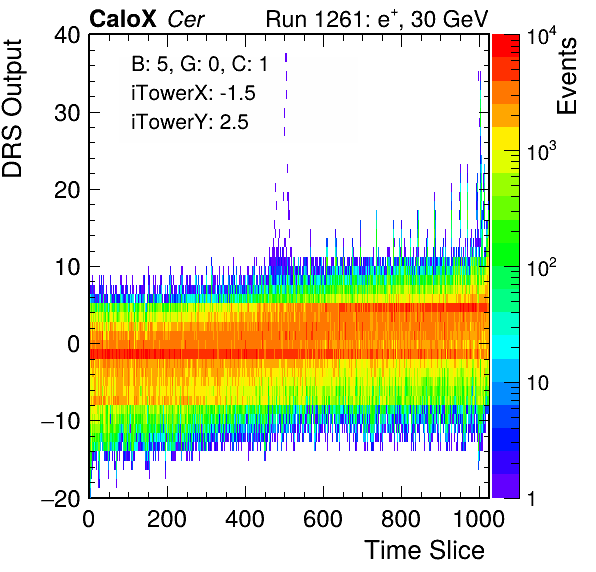 CaloX Cer Run 1261: e+, 30 GeV
B: 5, G: 0, C: 1
iTowerX: -1.5
iTowerY: 2.5
DRS Output
40
30
20
10
0
−10
−20
0 200 400 600 800 1000
Time Slice
Events
10^4
10^3
10^2
10
1